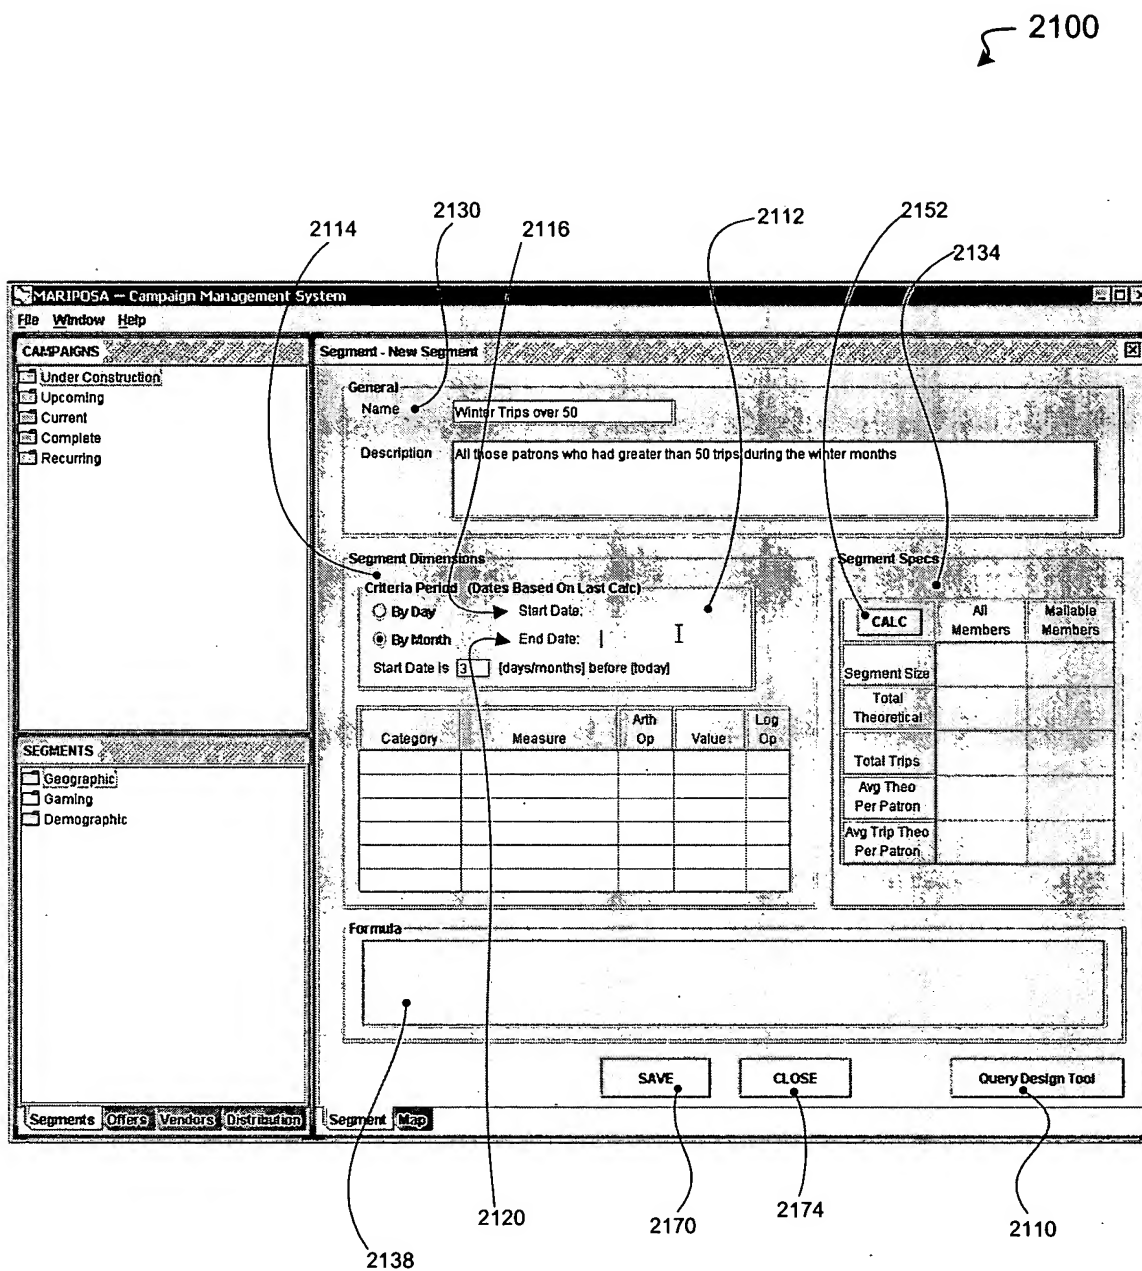 2100
2130
2112
2152
2114
2116
2134
MARIPOSA – Campaign Management System
File Window Help
CAMPAIGNS
Under Construction
Upcoming
Current
Complete
Recurring
Segment - New Segment
General
Name
Winter Trips over 50
Description
All those patrons who had greater than 50 trips during the winter months
Segment Dimensions
Criteria Period (Dates Based On Last Calc)
By Day
Start Date:
By Month
End Date:
Start Date is 3 [days/months] before [today]
Category
Measure
Arth Op
Value
Log Op
Segment Specs
CALC
All Members
Mailable Members
Segment Size
Total Theoretical
Total Trips
Avg Theo Per Patron
Avg Trip Theo Per Patron
SEGMENTS
Geographic
Gaming
Demographic
Formula
SAVE
CLOSE
Query Design Tool
Segments Offers Vendors Distribution
Segment Map
2120
2170
2174
2110
2138